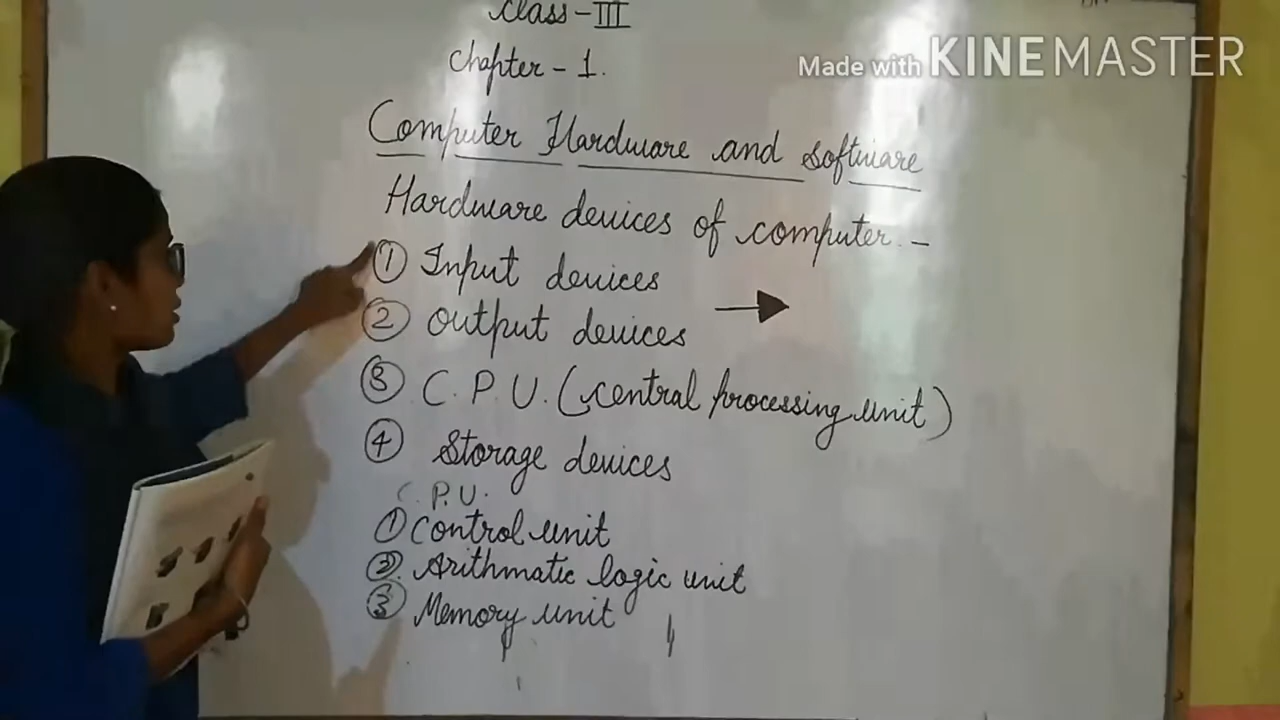 Class-III
Made with KINEMASTER
Chapter - 1.
Computer Hardware and Software
Hardware devices of computer. -
① Input devices
② Output devices
③ C.P.U. (central processing unit)
④ Storage devices
C.P.U.
① Control unit
② Arithmatic logic unit
③ Memory unit